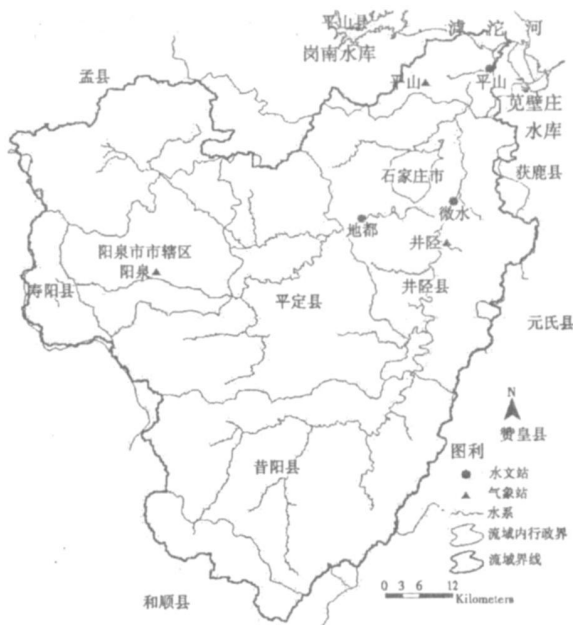 平山县
滹沱河
岗南水库
孟县
平山
平山
苋壁庄
水库
获鹿县
石家庄市
微水
地都
井陉
阳泉市市辖区
阳泉
寿阳县
平定县
井陉县
元氏县
N
赞皇县
昔阳县
图利
水文站
气象站
水系
流域内行政界
流域界线
0 3 6 12
Kilometers
和顺县